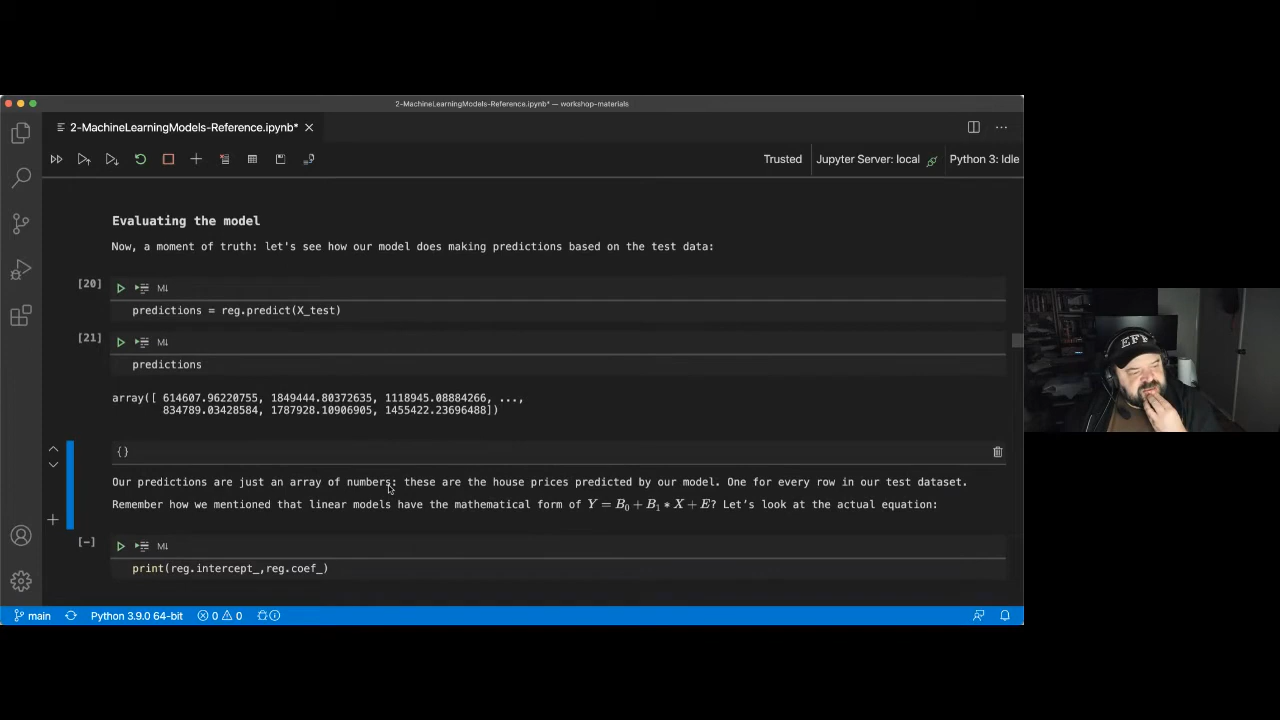 2-MachineLearningModels-Reference.ipynb* — workshop-materials
2-MachineLearningModels-Reference.ipynb*
Trusted Jupyter Server: local Python 3: Idle
Evaluating the model
Now, a moment of truth: let's see how our model does making predictions based on the test data:
[20]
M↓
predictions = reg.predict(X_test)
[21]
M↓
predictions
array([ 614607.96220755, 1849444.80372635, 1118945.08884266, ...,
834789.03428584, 1787928.10906905, 1455422.23696488])
{}
Our predictions are just an array of numbers: these are the house prices predicted by our model. One for every row in our test dataset.
Remember how we mentioned that linear models have the mathematical form of Y = B₀ + B₁ * X + E? Let's look at the actual equation:
[-]
M↓
print(reg.intercept_,reg.coef_)
main Python 3.9.0 64-bit 0 0
EFF